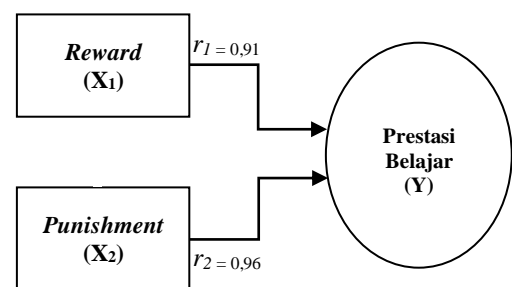 Reward
(X1)
r1 = 0,91
Prestasi
Belajar
(Y)
Punishment
(X2)
r2 = 0,96